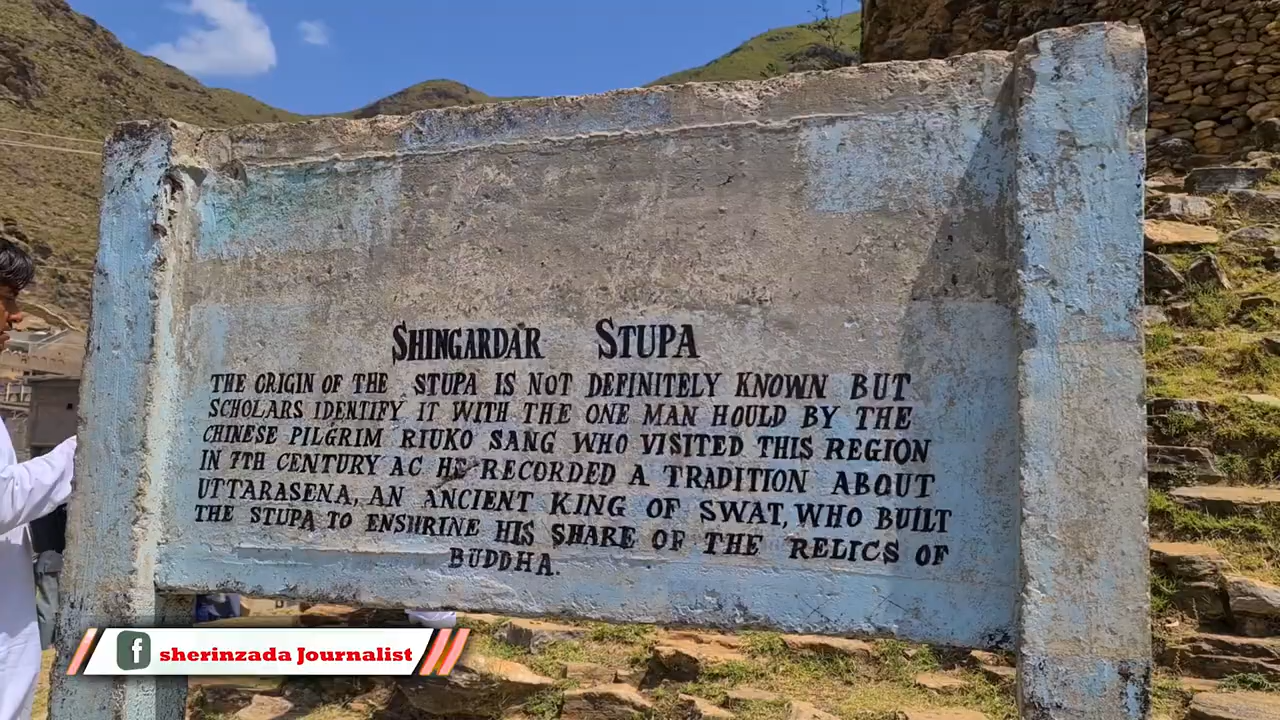 SHINGARDAR STUPA
THE ORIGIN OF THE STUPA IS NOT DEFINITELY KNOWN BUT
SCHOLARS IDENTIFY IT WITH THE ONE MAN HOULD BY THE
CHINESE PILGRIM RIUKO SANG WHO VISITED THIS REGION
IN 7TH CENTURY AC HE RECORDED A TRADITION ABOUT
UTTARASENA, AN ANCIENT KING OF SWAT, WHO BUILT
THE STUPA TO ENSHRINE HIS SHARE OF THE RELICS OF
BUDDHA.
f sherinzada Journalist